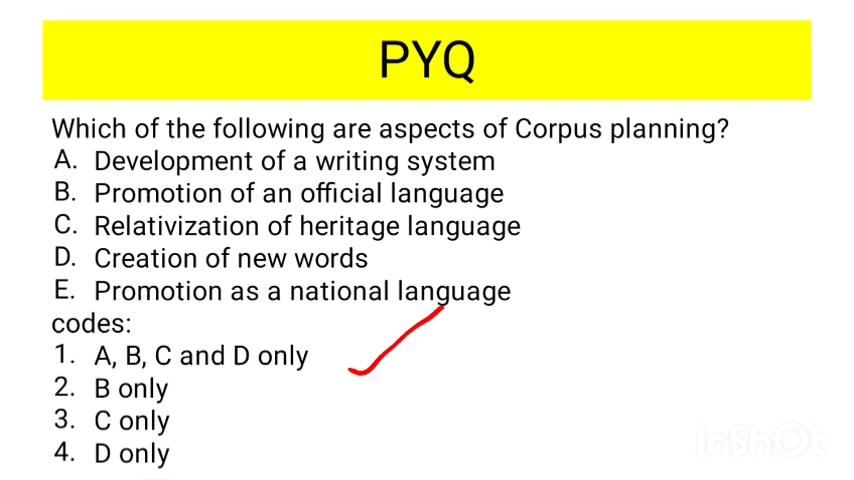 PYQ
Which of the following are aspects of Corpus planning?
A. Development of a writing system
B. Promotion of an official language
C. Relativization of heritage language
D. Creation of new words
E. Promotion as a national language
codes:
1. A, B, C and D only
2. B only
3. C only
4. D only
InShOt